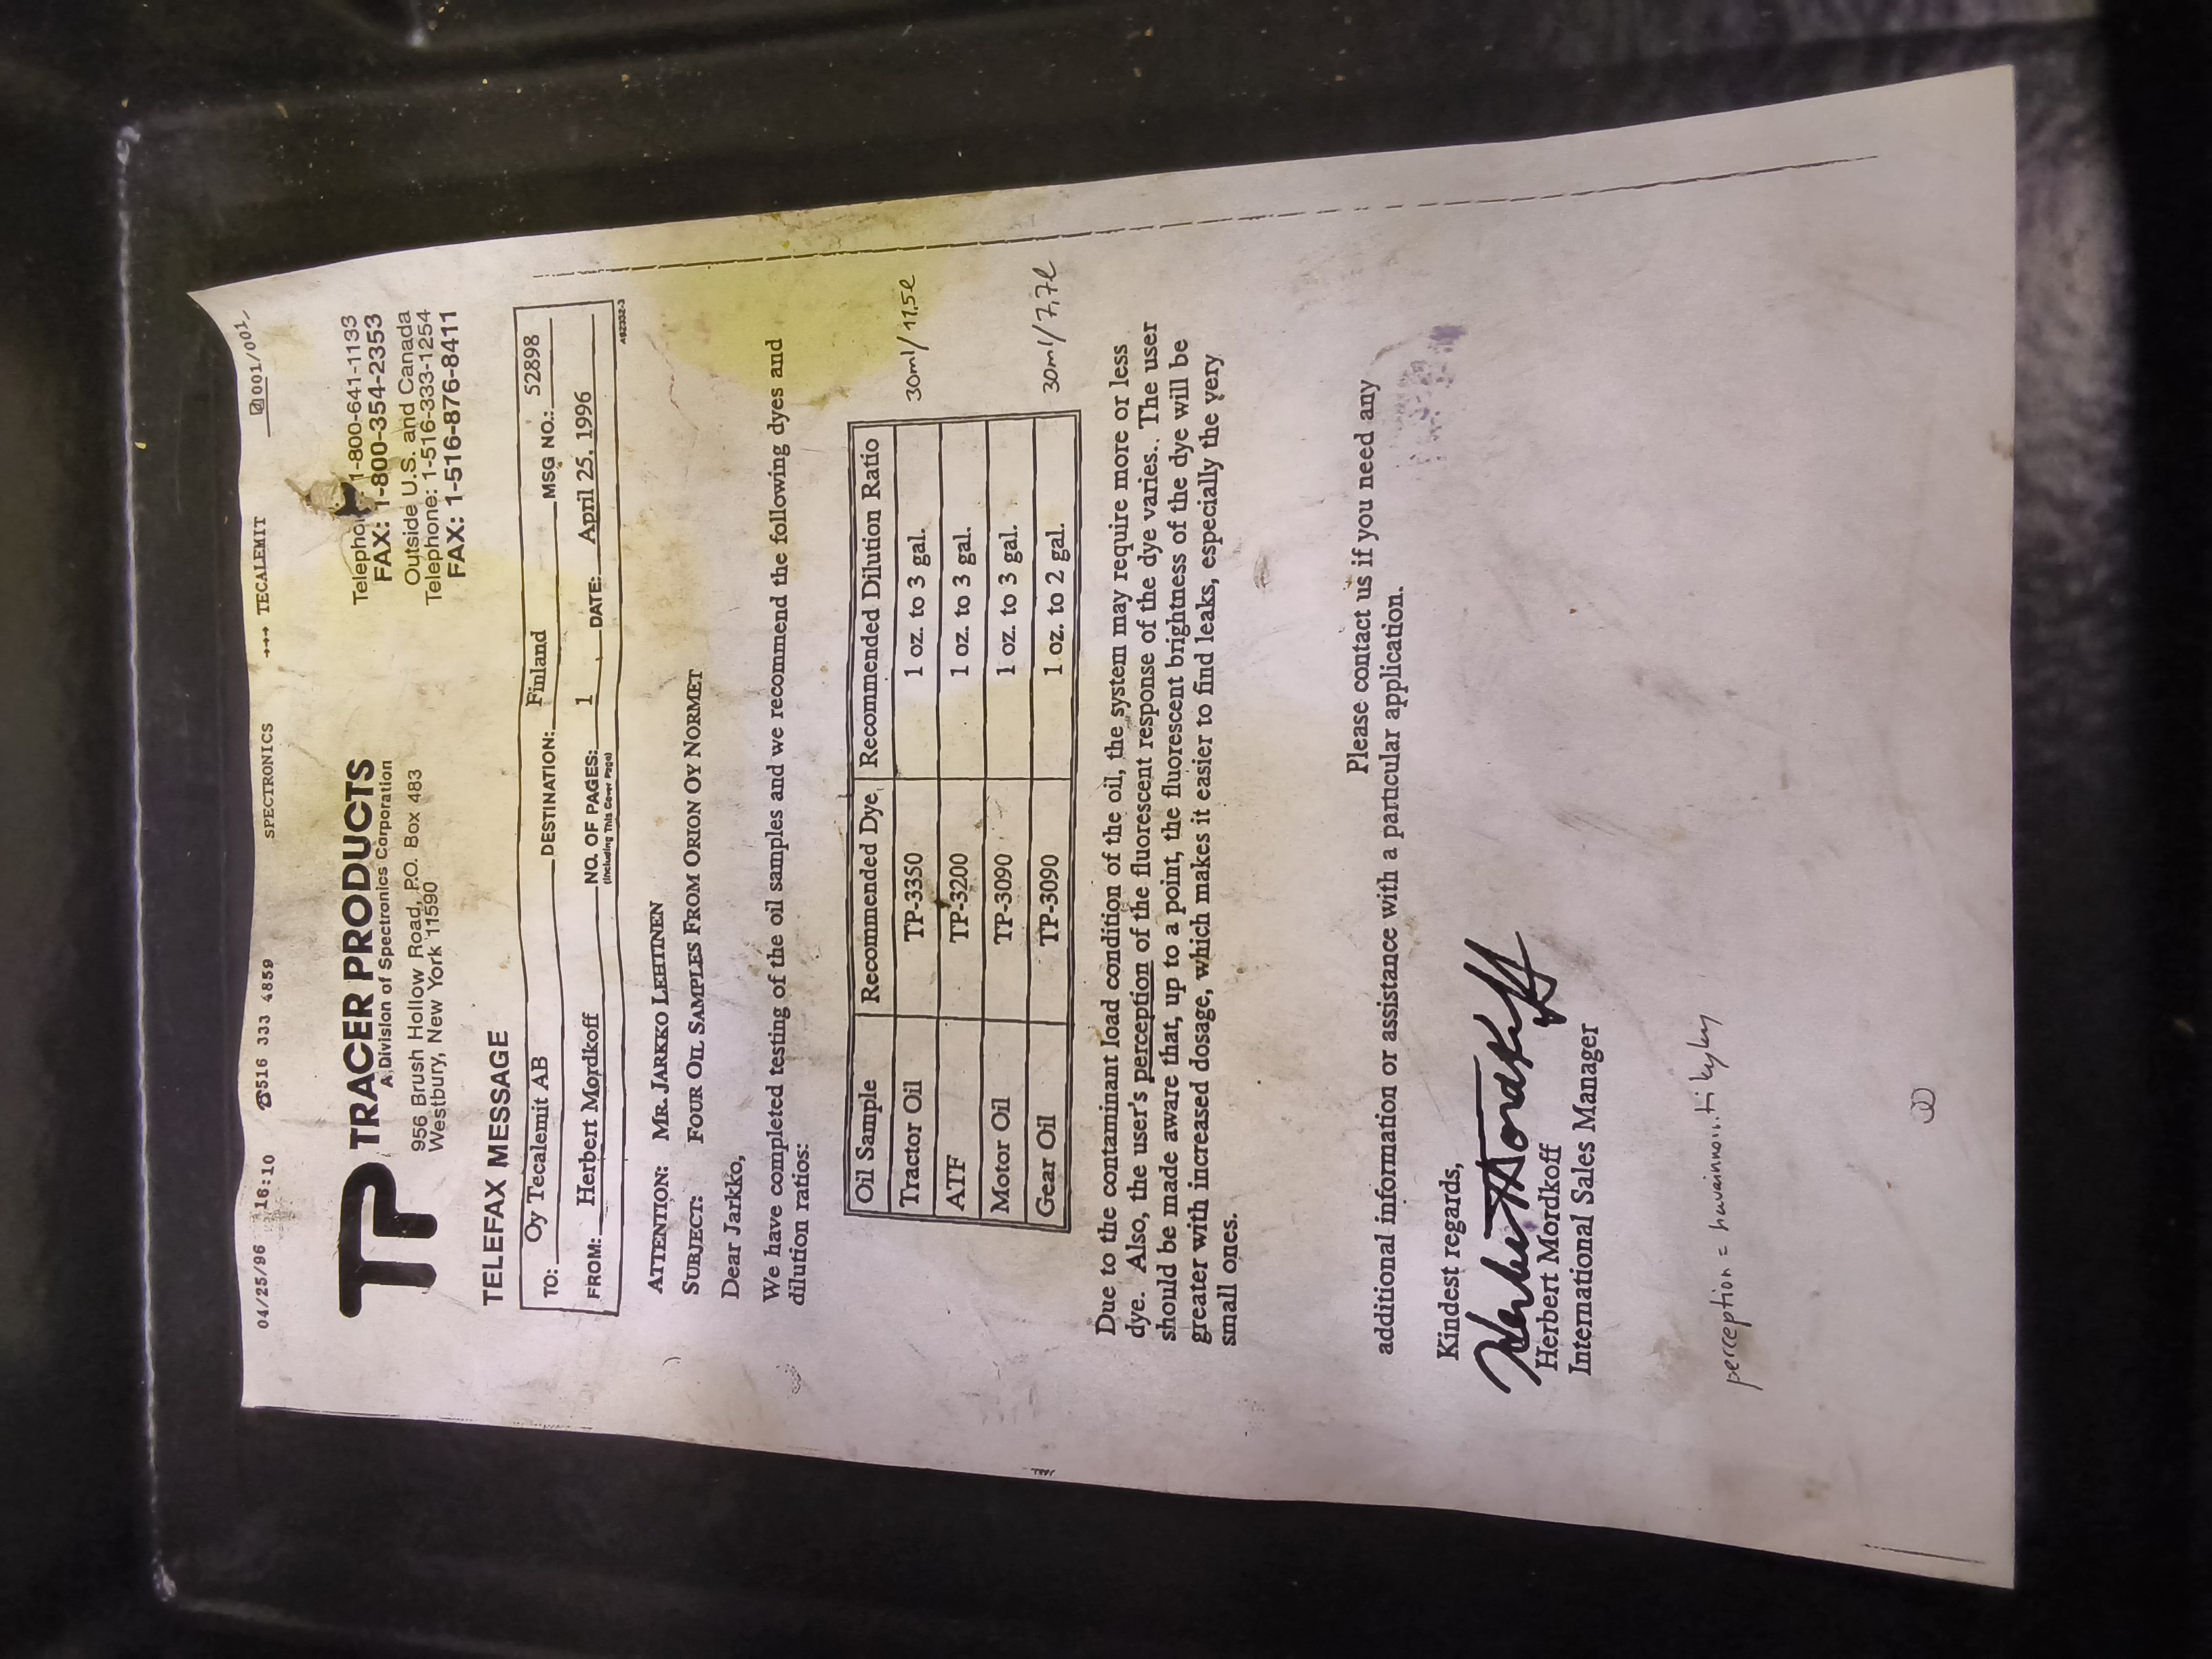 04/25/96 16:10 ☎516 333 4859 SPECTRONICS →→→ TECALEMIT 001/001
TP TRACER PRODUCTS
A Division of Spectronics Corporation
956 Brush Hollow Road, P.O. Box 483
Westbury, New York 11590
Telephone: 1-800-641-1133
FAX: 1-800-354-2353
Outside U.S. and Canada
Telephone: 1-516-333-1254
FAX: 1-516-876-8411
TELEFAX MESSAGE
TO: Oy Tecalemit AB DESTINATION: Finland MSG NO.: 52898
FROM: Herbert Mordkoff NO. OF PAGES: 1 DATE: April 25, 1996
(Including This Cover Page)
492332-3
ATTENTION: MR. JARKKO LEHTINEN
SUBJECT: FOUR OIL SAMPLES FROM ORION OY NORMET
Dear Jarkko,
We have completed testing of the oil samples and we recommend the following dyes and
dilution ratios:
Oil Sample Recommended Dye Recommended Dilution Ratio
Tractor Oil TP-3350 1 oz. to 3 gal. 30ml/11,5l
ATF TP-3200 1 oz. to 3 gal.
Motor Oil TP-3090 1 oz. to 3 gal.
Gear Oil TP-3090 1 oz. to 2 gal. 30ml/7,7l
Due to the contaminant load condition of the oil, the system may require more or less
dye. Also, the user's perception of the fluorescent response of the dye varies.. The user
should be made aware that, up to a point, the fluorescent brightness of the dye will be
greater with increased dosage, which makes it easier to find leaks, especially the very
small ones.
Please contact us if you need any
additional information or assistance with a particular application.
Kindest regards,
Herbert Mordkoff
Herbert Mordkoff
International Sales Manager
perception =